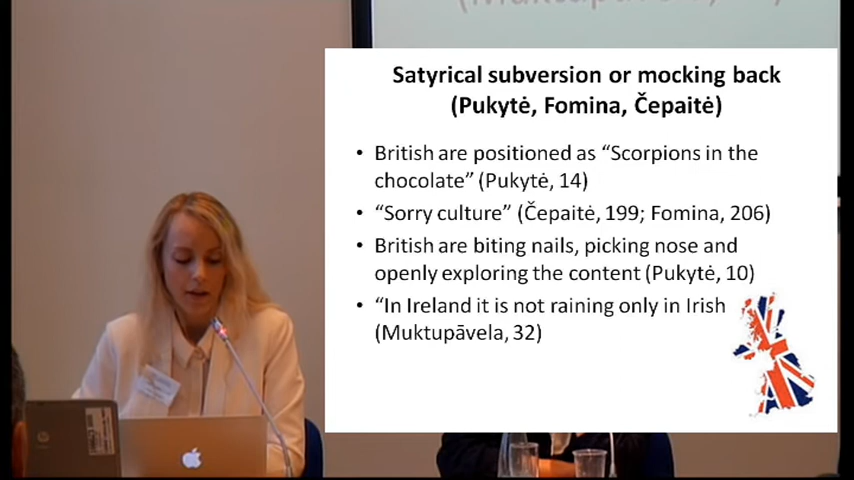 Satyrical subversion or mocking back
(Pukytė, Fomina, Čepaitė)
• British are positioned as “Scorpions in the
chocolate” (Pukytė, 14)
• “Sorry culture” (Čepaitė, 199; Fomina, 206)
• British are biting nails, picking nose and
openly exploring the content (Pukytė, 10)
• “In Ireland it is not raining only in Irish
(Muktupāvela, 32)